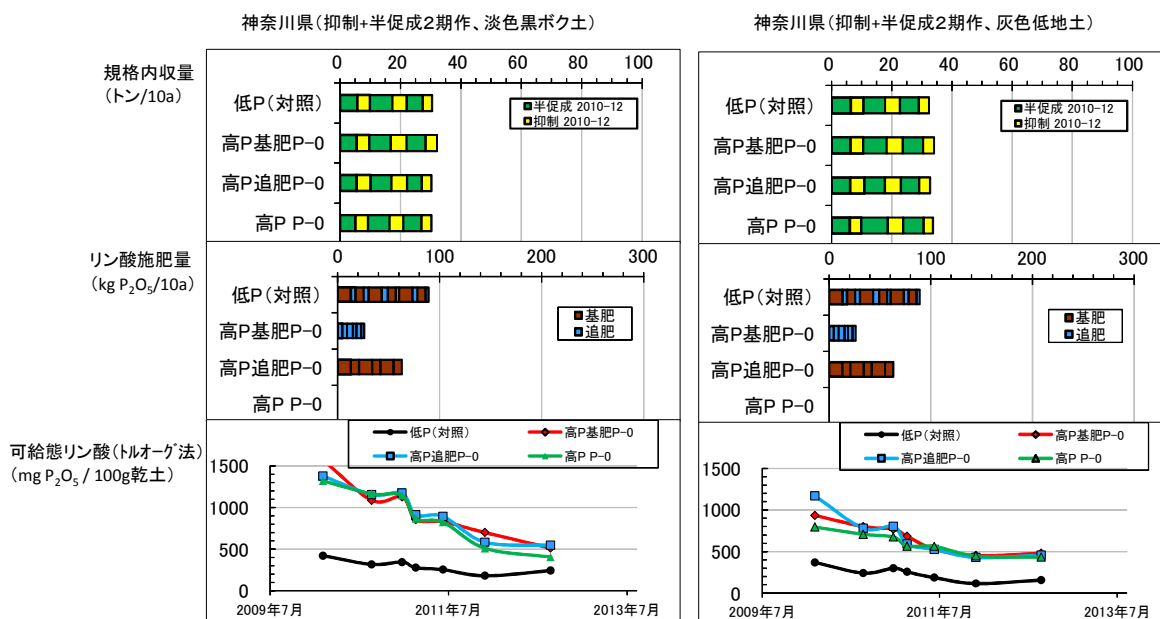 神奈川県(抑制+半促成2期作、淡色黒ボク土)
規格内収量
(トン/10a)
0 20 40 60 80 100
低P(対照)
高P基肥P-0
高P追肥P-0
高P P-0
半促成 2010-12
抑制 2010-12
リン酸施肥量
(kg P₂O₅/10a)
0 100 200 300
低P(対照)
高P基肥P-0
高P追肥P-0
高P P-0
基肥
追肥
可給態リン酸(トルオーグ法)
(mg P₂O₅ / 100g乾土)
低P(対照) 高P基肥P-0
高P追肥P-0 高P P-0
1500
1000
500
0
2009年7月 2011年7月 2013年7月
神奈川県(抑制+半促成2期作、灰色低地土)
0 20 40 60 80 100
低P(対照)
高P基肥P-0
高P追肥P-0
高P P-0
半促成 2010-12
抑制 2010-12
0 100 200 300
低P(対照)
高P基肥P-0
高P追肥P-0
高P P-0
基肥
追肥
低P(対照) 高P基肥P-0
高P追肥P-0 高P P-0
1500
1000
500
0
2009年7月 2011年7月 2013年7月